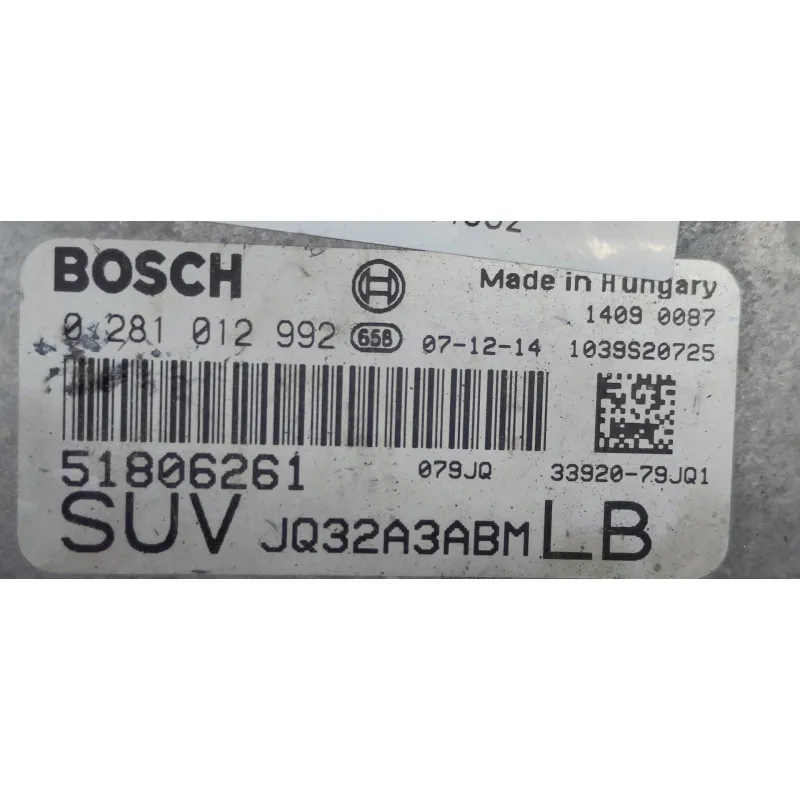 BOSCH
Made in Hungary
1409 0087
0 281 012 992 658 07-12-14 1039S20725
51806261 079JQ 33920-79JQ1
SUV JQ32A3ABM LB